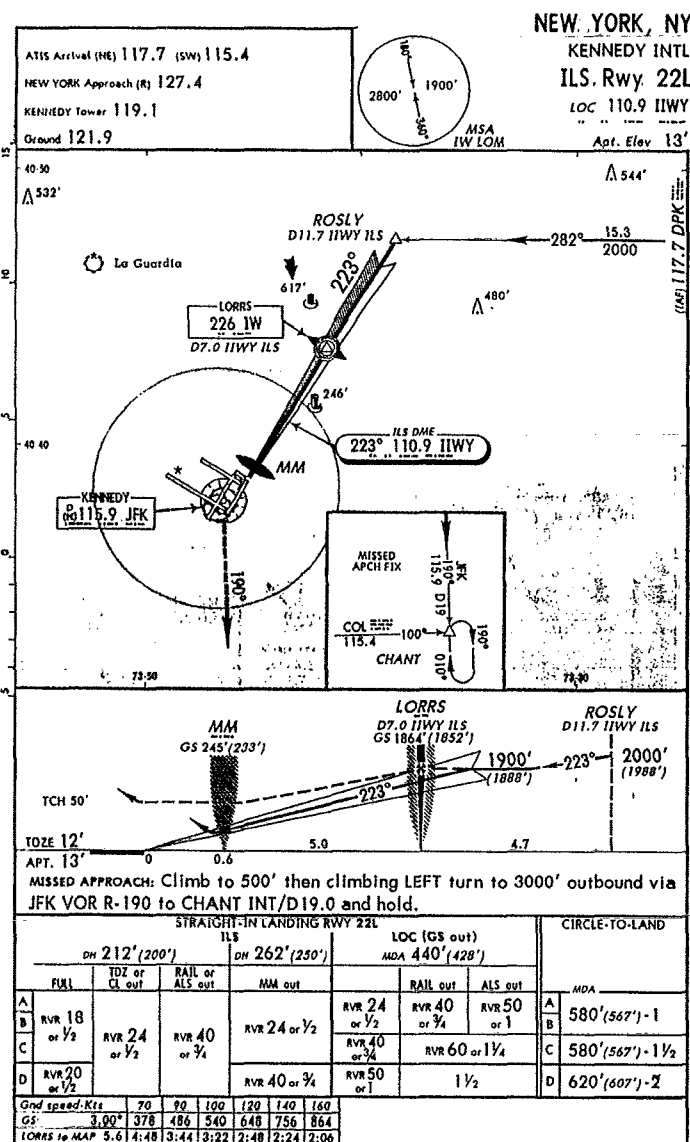 NEW YORK, NY
KENNEDY INTL
ILS Rwy 22L
LOC 110.9 IIWY
Apt. Elev 13'
ATIS Arrival (NE) 117.7 (SW) 115.4
NEW YORK Approach (R) 127.4
KENNEDY Tower 119.1
Ground 121.9
180°
2800' 1900'
360°
MSA
IW LOM
15
40-50
532'
544'
ROSLY
D11.7 IIWY ILS
282° 15.3
2000
(IAF) 117.7 DPK
La Guardia
10
223°
617'
480'
LORRS
226 IW
D7.0 IIWY ILS
246'
5
40 40
ILS DME
223° 110.9 IIWY
MM
KENNEDY
D
(H) 115.9 JFK
190°
0
MISSED
APCH FIX
JFK
190°
115.9 D19
COL
115.4
100°
190°
010°
CHANT
5
73-50
LORRS
D7.0 IIWY ILS
GS 1864' (1852')
ROSLY
D11.7 IIWY ILS
MM
GS 245' (233')
1900'
(1888')
223°
2000'
(1988')
223°
TCH 50'
TOZE 12'
APT. 13'
0 0.6 5.0 4.7
MISSED APPROACH: Climb to 500' then climbing LEFT turn to 3000' outbound via
JFK VOR R-190 to CHANT INT/D19.0 and hold.
STRAIGHT-IN LANDING RWY 22L CIRCLE-TO-LAND
ILS LOC (GS out)
DH 212' (200') DH 262' (250') MDA 440' (428')
FULL TDZ or CL out RAIL or ALS out MM out RAIL out ALS out MDA
A B RVR 18 or 1/2 RVR 24 or 1/2 RVR 40 or 3/4 RVR 24 or 1/2 RVR 24 or 1/2 RVR 40 or 3/4 RVR 50 or 1 A B 580' (567') - 1
C RVR 40 or 3/4 RVR 60 or 1 1/4 C 580' (567') - 1 1/2
D RVR 20 or 1/2 RVR 40 or 3/4 RVR 50 or 1 1 1/2 D 620' (607') - 2
Gnd speed-Kts 70 90 100 120 140 160
GS 3.00° 378 486 540 648 756 864
LORRS to MAP 5.6 4:48 3:44 3:22 2:48 2:24 2:06